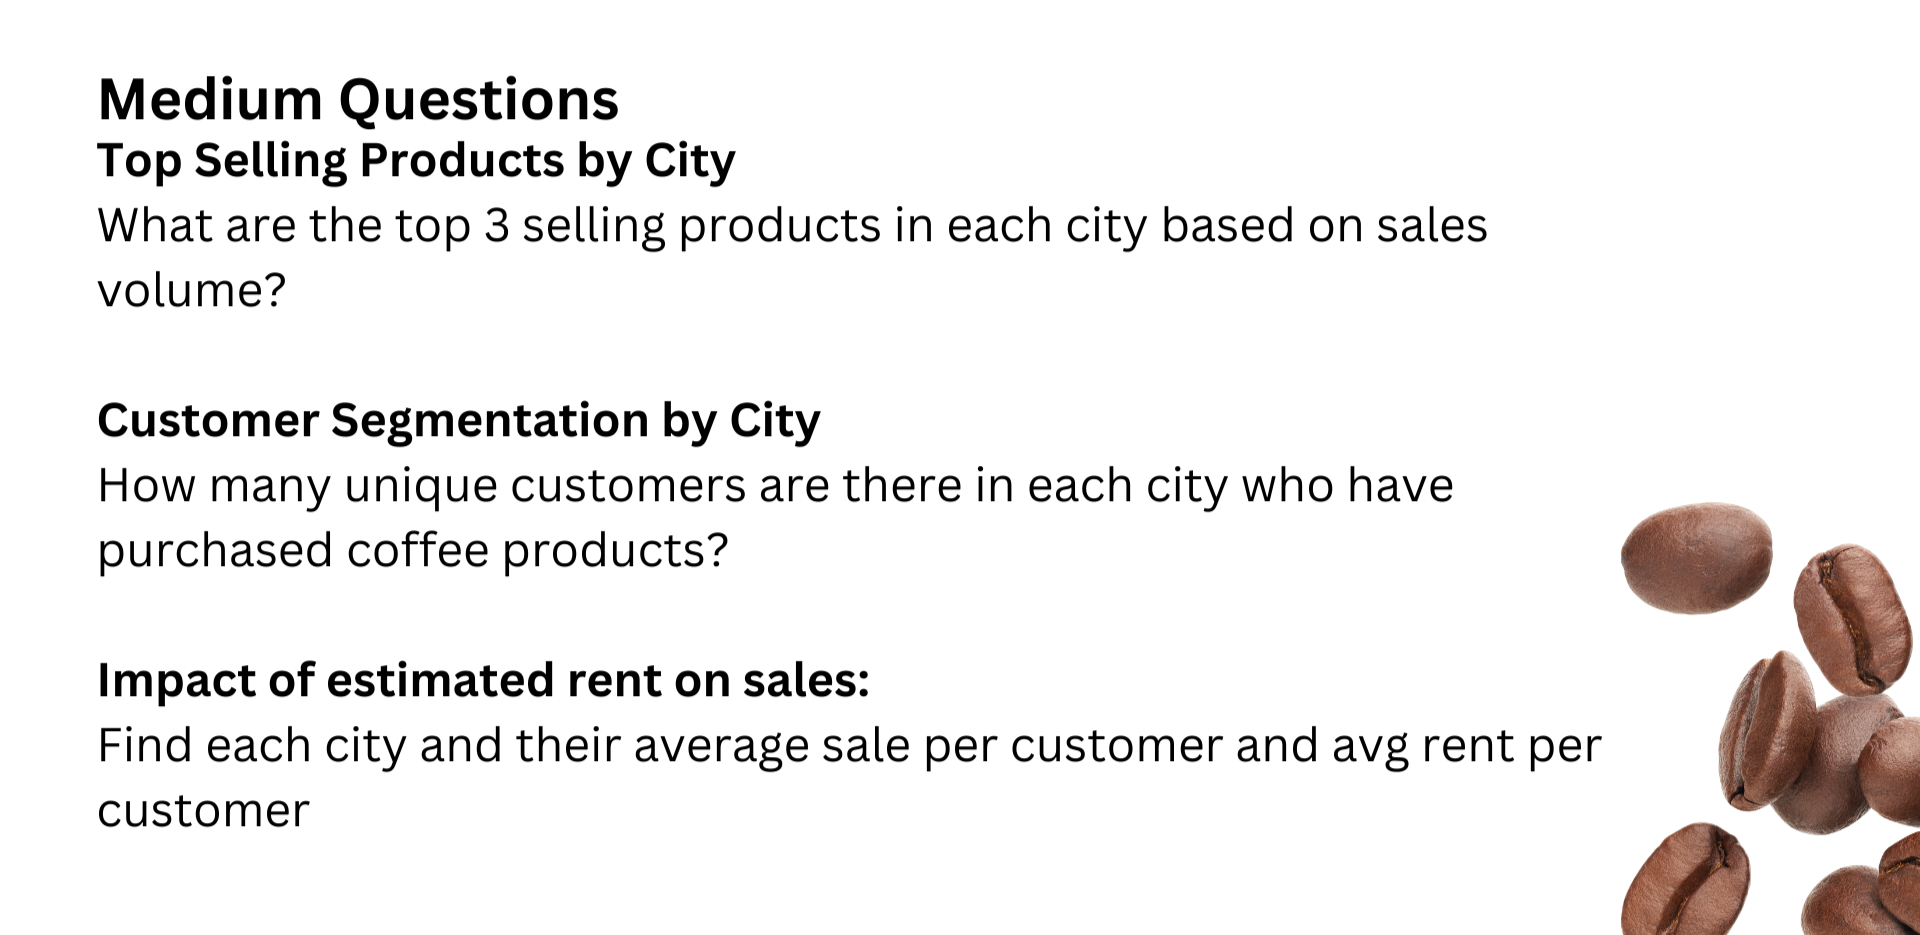 Medium Questions
Top Selling Products by City
What are the top 3 selling products in each city based on sales
volume?
Customer Segmentation by City
How many unique customers are there in each city who have
purchased coffee products?
Impact of estimated rent on sales:
Find each city and their average sale per customer and avg rent per
customer